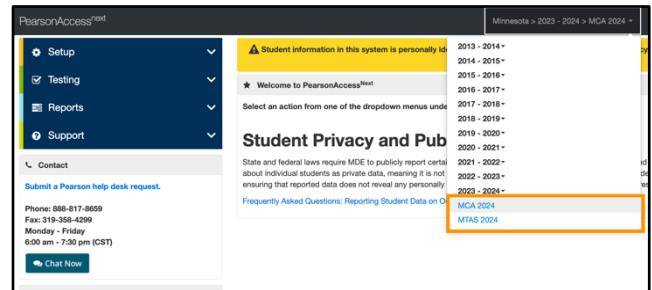 PearsonAccessnext
Minnesota > 2023 - 2024 > MCA 2024
Setup
Testing
Reports
Support
Contact
Submit a Pearson help desk request.
Phone: 888-817-8659
Fax: 319-358-4299
Monday - Friday
6:00 am - 7:30 pm (CST)
Chat Now
Student information in this system is personally ide
cy
Welcome to PearsonAccessNext
Select an action from one of the dropdown menus unde
Student Privacy and Pub
State and federal laws require MDE to publicly report certai
nd
about individual students as private data, meaning it is not
de
ensuring that reported data does not reveal any personally
res
Frequently Asked Questions: Reporting Student Data on O
2013 - 2014
2014 - 2015
2015 - 2016
2016 - 2017
2017 - 2018
2018 - 2019
2019 - 2020
2020 - 2021
2021 - 2022
2022 - 2023
2023 - 2024
MCA 2024
MTAS 2024